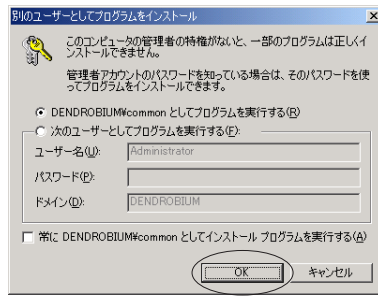 別のユーザーとしてプログラムをインストール
このコンピュータの管理者の特権がないと、一部のプログラムは正しくイ
ンストールできません。
管理者アカウントのパスワードを知っている場合は、そのパスワードを使
ってプログラムをインストールできます。
DENDROBIUM¥common としてプログラムを実行する(R)
次のユーザーとしてプログラムを実行する(F):
ユーザー名(U):
Administrator
パスワード(P):
ドメイン(D):
DENDROBIUM
常に DENDROBIUM¥common としてインストール プログラムを実行する(A)
OK
キャンセル